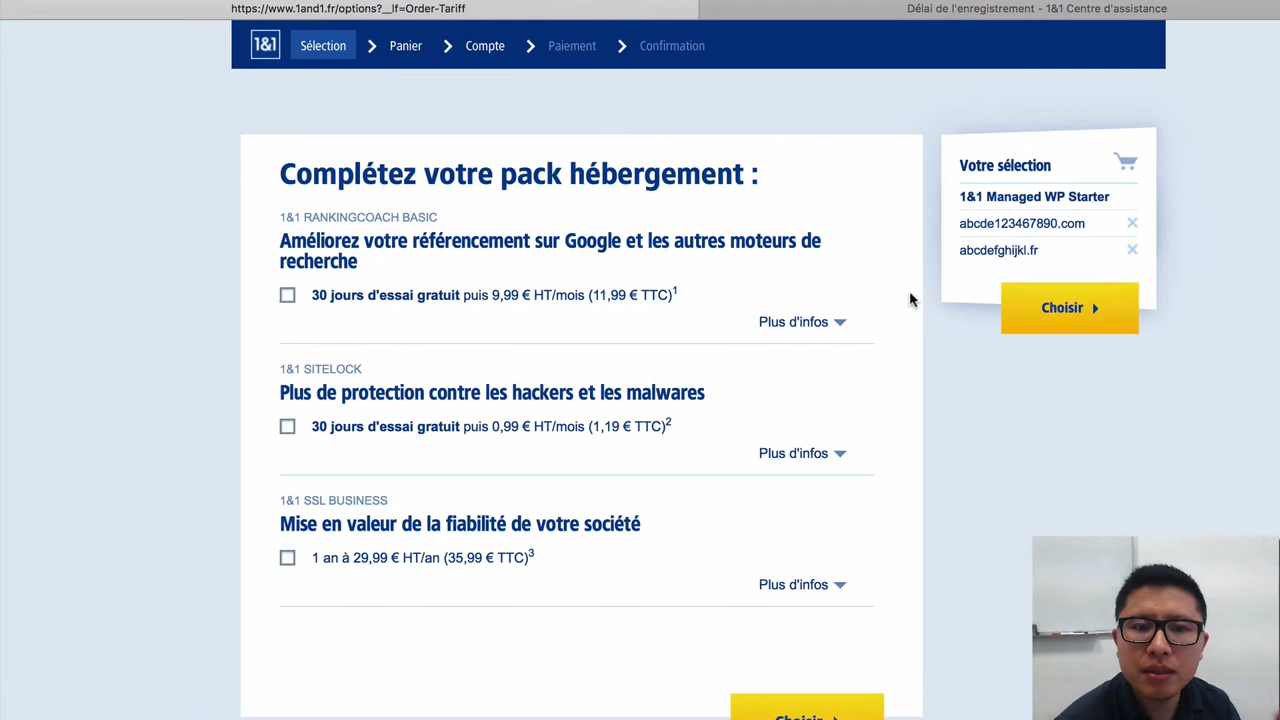 https://www.1and1.fr/options?__lf=Order-Tariff
Délai de l'enregistrement - 1&1 Centre d'assistance
1&1 Sélection Panier Compte Paiement Confirmation
Complétez votre pack hébergement :
1&1 RANKINGCOACH BASIC
Améliorez votre référencement sur Google et les autres moteurs de
recherche
30 jours d'essai gratuit puis 9,99 € HT/mois (11,99 € TTC)1
Plus d'infos
1&1 SITELOCK
Plus de protection contre les hackers et les malwares
30 jours d'essai gratuit puis 0,99 € HT/mois (1,19 € TTC)2
Plus d'infos
1&1 SSL BUSINESS
Mise en valeur de la fiabilité de votre société
1 an à 29,99 € HT/an (35,99 € TTC)3
Plus d'infos
Choisir
Votre sélection
1&1 Managed WP Starter
abcde123467890.com
abcdefghijkl.fr
Choisir